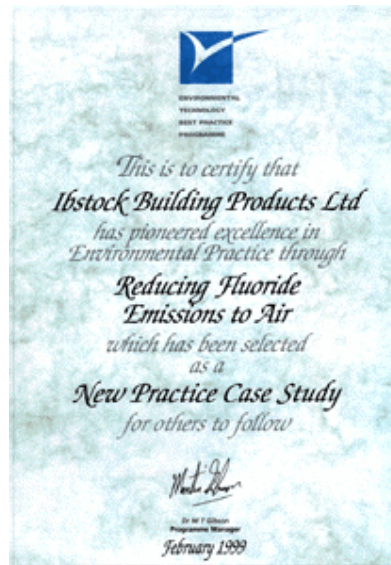 ENVIRONMENTAL
TECHNOLOGY
BEST PRACTICE
PROGRAMME
This is to certify that
Ibstock Building Products Ltd
has pioneered excellence in
Environmental Practice through
Reducing Fluoride
Emissions to Air
which has been selected
as a
New Practice Case Study
for others to follow
Dr M T Gibson
Programme Manager
February 1999